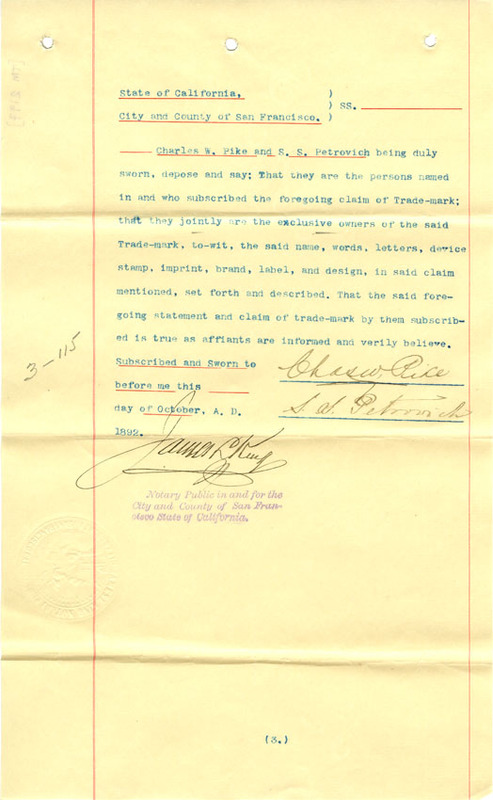 State of California, )
) SS.
City and County of San Francisco. )
Charles W. Pike and S. S. Petrovich being duly
sworn, depose and say; That they are the persons named
in and who subscribed the foregoing claim of Trade-mark;
that they jointly are the exclusive owners of the said
Trade-mark, to-wit, the said name, words, letters, device
stamp, imprint, brand, label, and design, in said claim
mentioned, set forth and described. That the said fore-
going statement and claim of trade-mark by them subscrib-
ed is true as affiants are informed and verily believe.
3-115
Subscribed and Sworn to
before me this
day of October, A. D.
1892.
Chas W Pike
S. S. Petrovich
James L King
Notary Public in and for the
City and County of San Fran-
cisco State of California.
(3.)